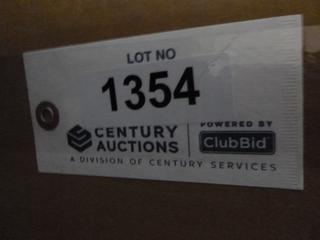 LOT NO
1354
CENTURY AUCTIONS
POWERED BY
ClubBid
A DIVISION OF CENTURY SERVICES